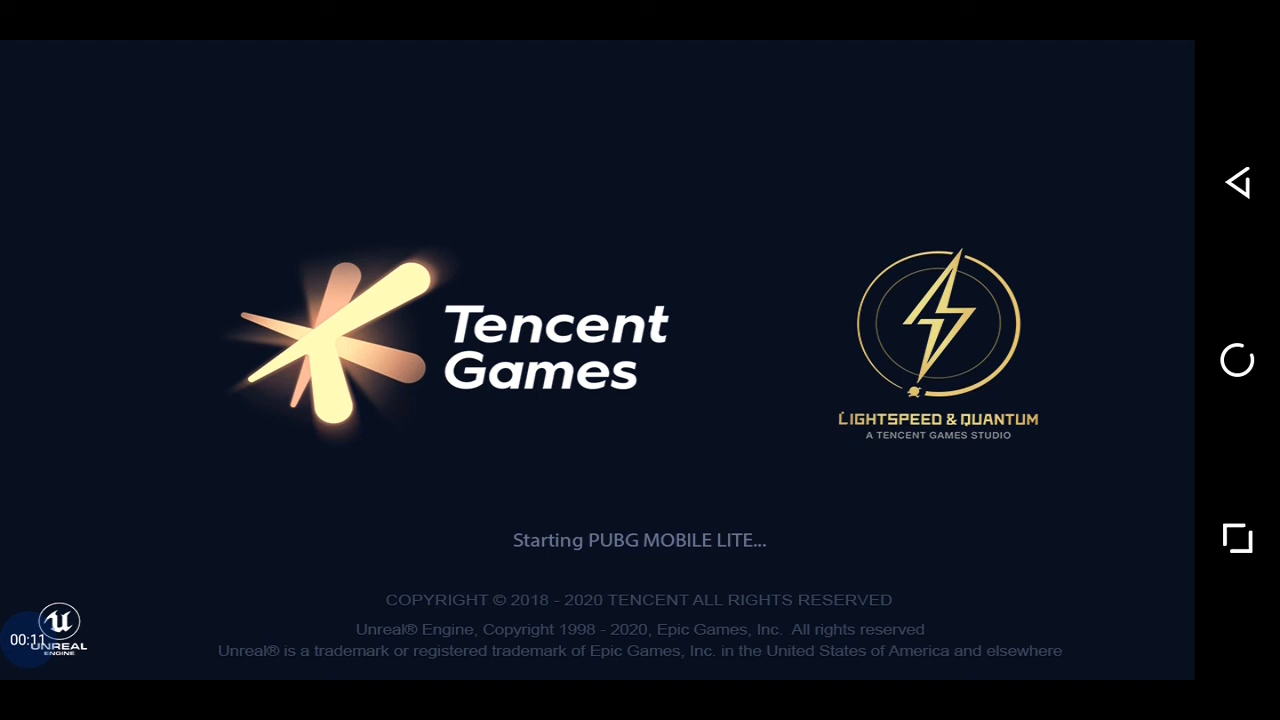 Tencent
Games
LIGHTSPEED & QUANTUM
A TENCENT GAMES STUDIO
Starting PUBG MOBILE LITE...
COPYRIGHT © 2018 - 2020 TENCENT ALL RIGHTS RESERVED
Unreal® Engine, Copyright 1998 - 2020, Epic Games, Inc. All rights reserved
Unreal® is a trademark or registered trademark of Epic Games, Inc. in the United States of America and elsewhere
00:11
UNREAL
ENGINE